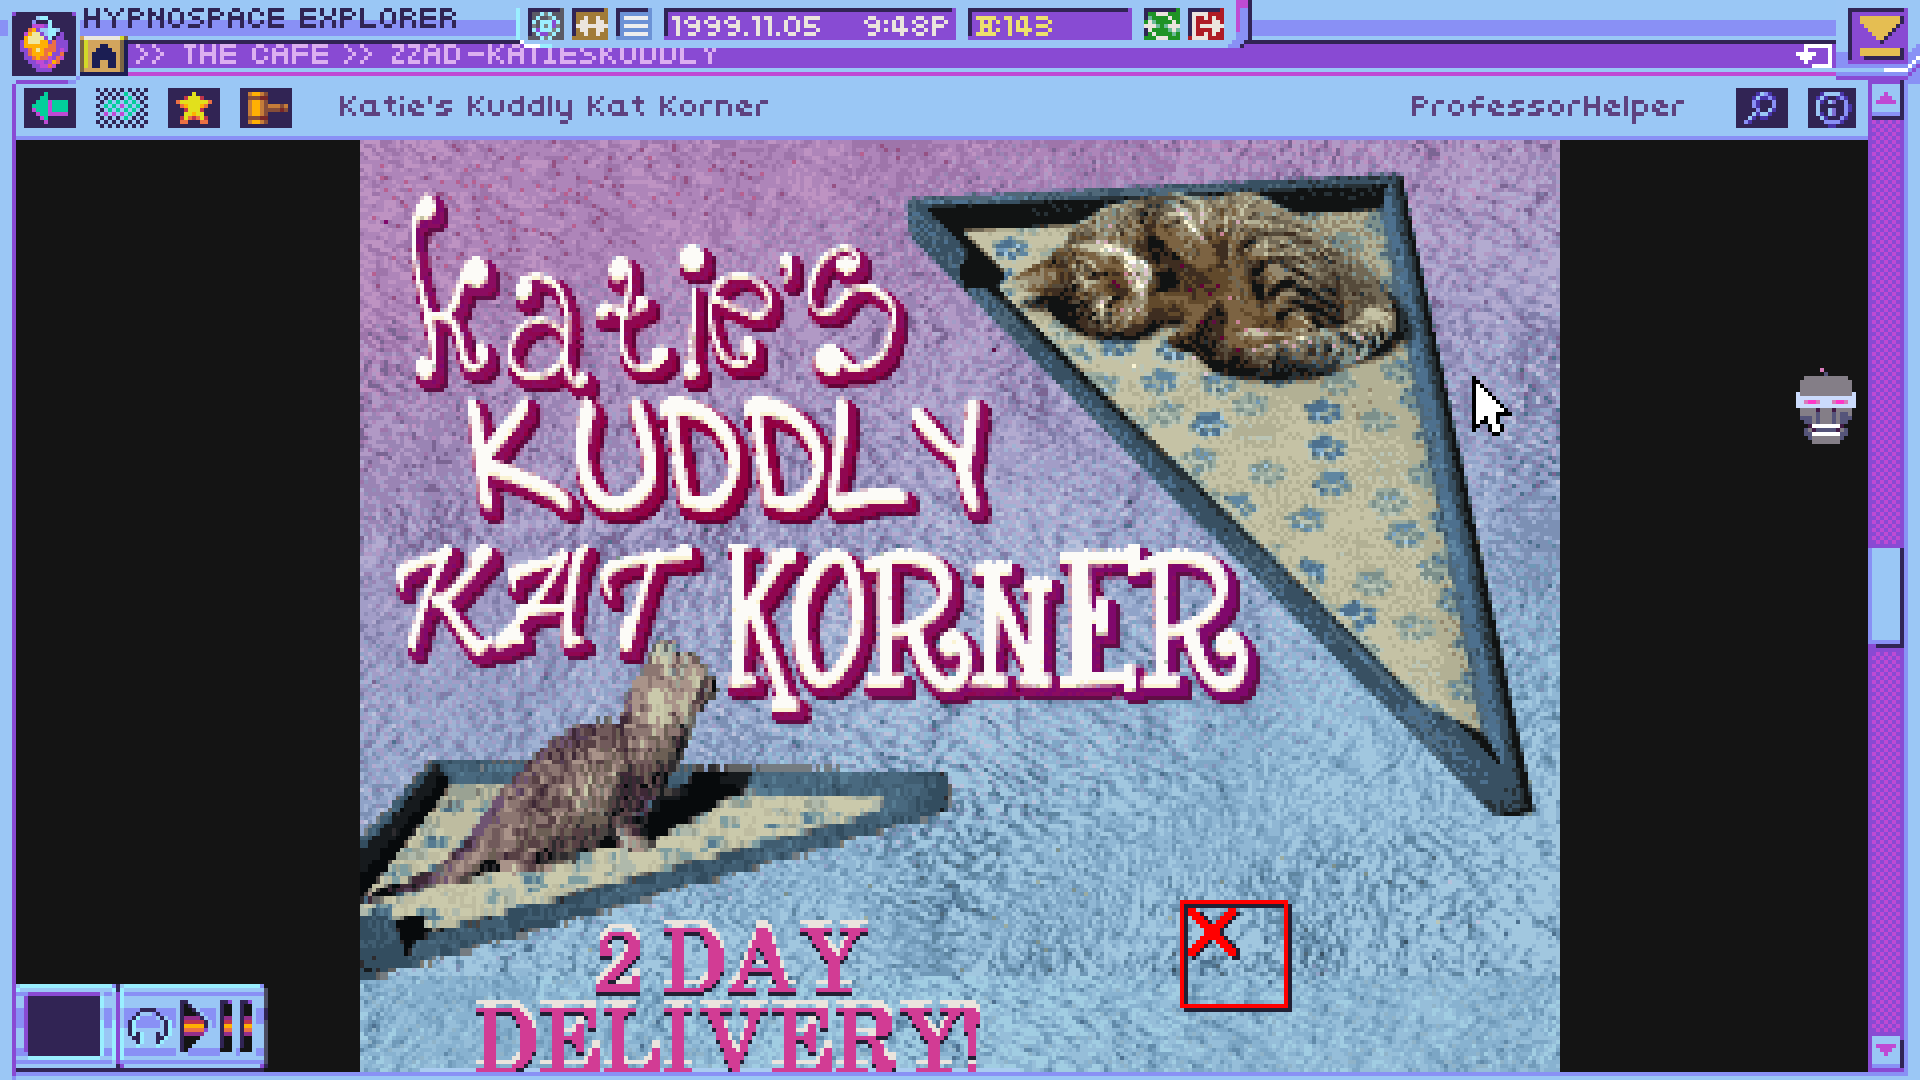 HYPNOSPACE EXPLORER
1999.11.05 9:48P
143
>> THE CAFE >> ZZAD-KATIESKUDDLY
Katie's Kuddly Kat Korner
ProfessorHelper
katie's
KUDDLY
KAT KORNER
2 DAY
DELIVERY!